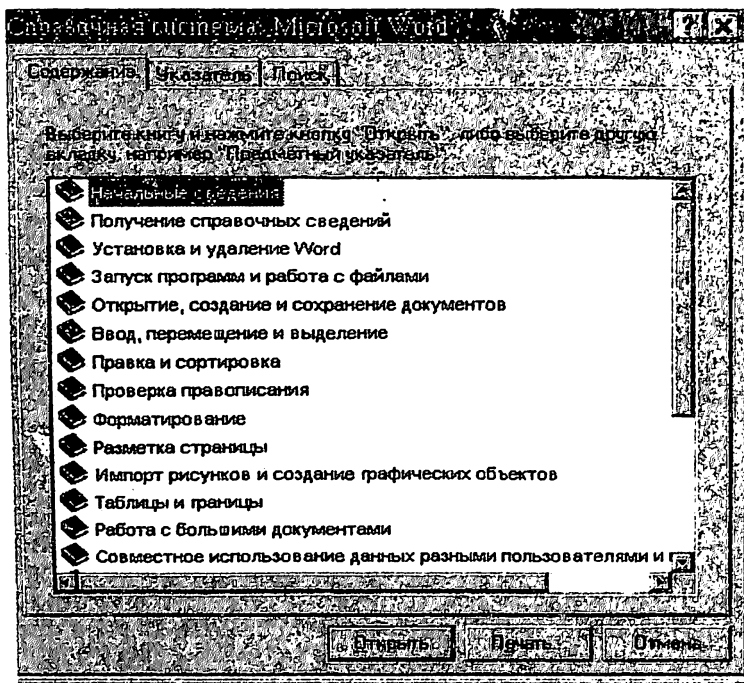 Справочная система: Microsoft Word
Содержание Указатель Поиск
Выберите книгу и нажмите кнопку "Открыть", либо выберите другую
вкладку, например "Предметный указатель".
Начальные сведения
Получение справочных сведений
Установка и удаление Word
Запуск программ и работа с файлами
Открытие, создание и сохранение документов
Ввод, перемещение и выделение
Правка и сортировка
Проверка правописания
Форматирование
Разметка страницы
Импорт рисунков и создание графических объектов
Таблицы и границы
Работа с большими документами
Совместное использование данных разными пользователями и
Открыть Печать Отмена